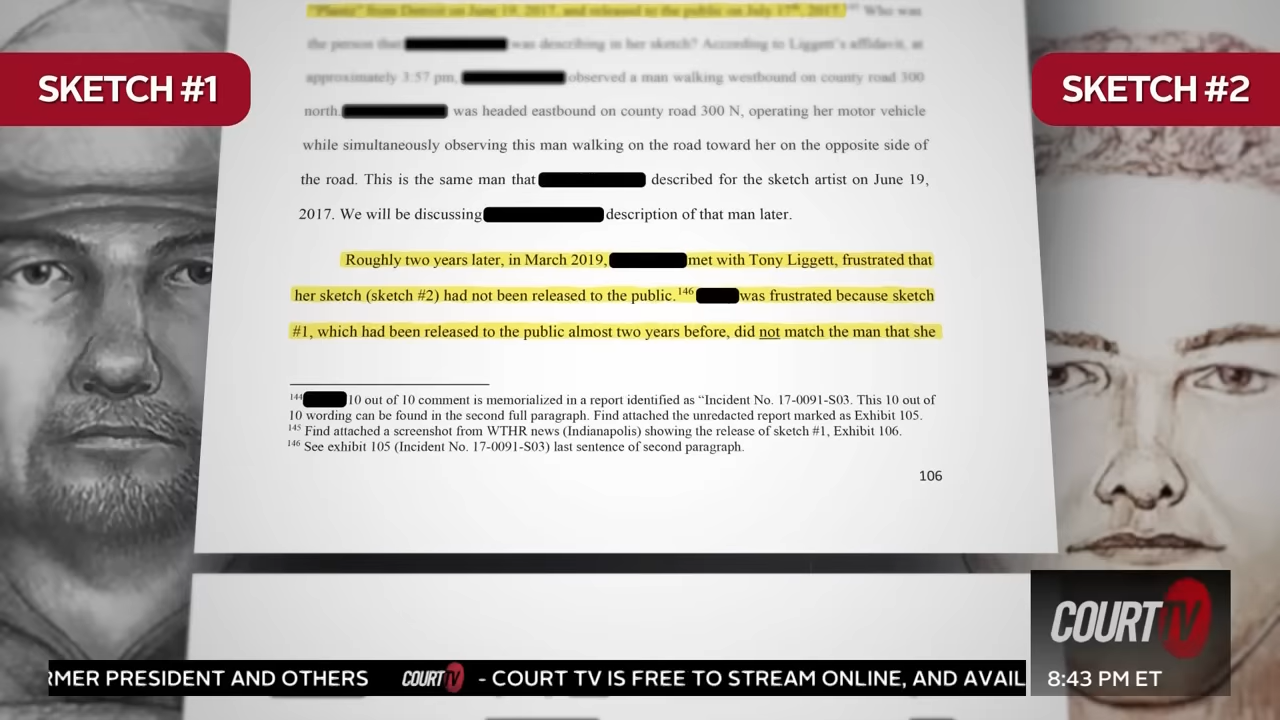 SKETCH #1
SKETCH #2
"Plantz" from Detroit on June 19, 2017, and released to the public on July 17th, 2017. Who was
the person that was describing in her sketch? According to Liggett's affidavit, at
approximately 3:57 pm, observed a man walking westbound on county road 300
north. was headed eastbound on county road 300 N, operating her motor vehicle
while simultaneously observing this man walking on the road toward her on the opposite side of
the road. This is the same man that described for the sketch artist on June 19,
2017. We will be discussing description of that man later.
Roughly two years later, in March 2019, met with Tony Liggett, frustrated that
her sketch (sketch #2) had not been released to the public.146 was frustrated because sketch
#1, which had been released to the public almost two years before, did not match the man that she
144 10 out of 10 comment is memorialized in a report identified as "Incident No. 17-0091-S03. This 10 out of
10 wording can be found in the second full paragraph. Find attached the unredacted report marked as Exhibit 105.
145 Find attached a screenshot from WTHR news (Indianapolis) showing the release of sketch #1, Exhibit 106.
146 See exhibit 105 (Incident No. 17-0091-S03) last sentence of second paragraph.
106
COURT TV
8:43 PM ET
RMER PRESIDENT AND OTHERS COURT TV - COURT TV IS FREE TO STREAM ONLINE, AND AVAIL